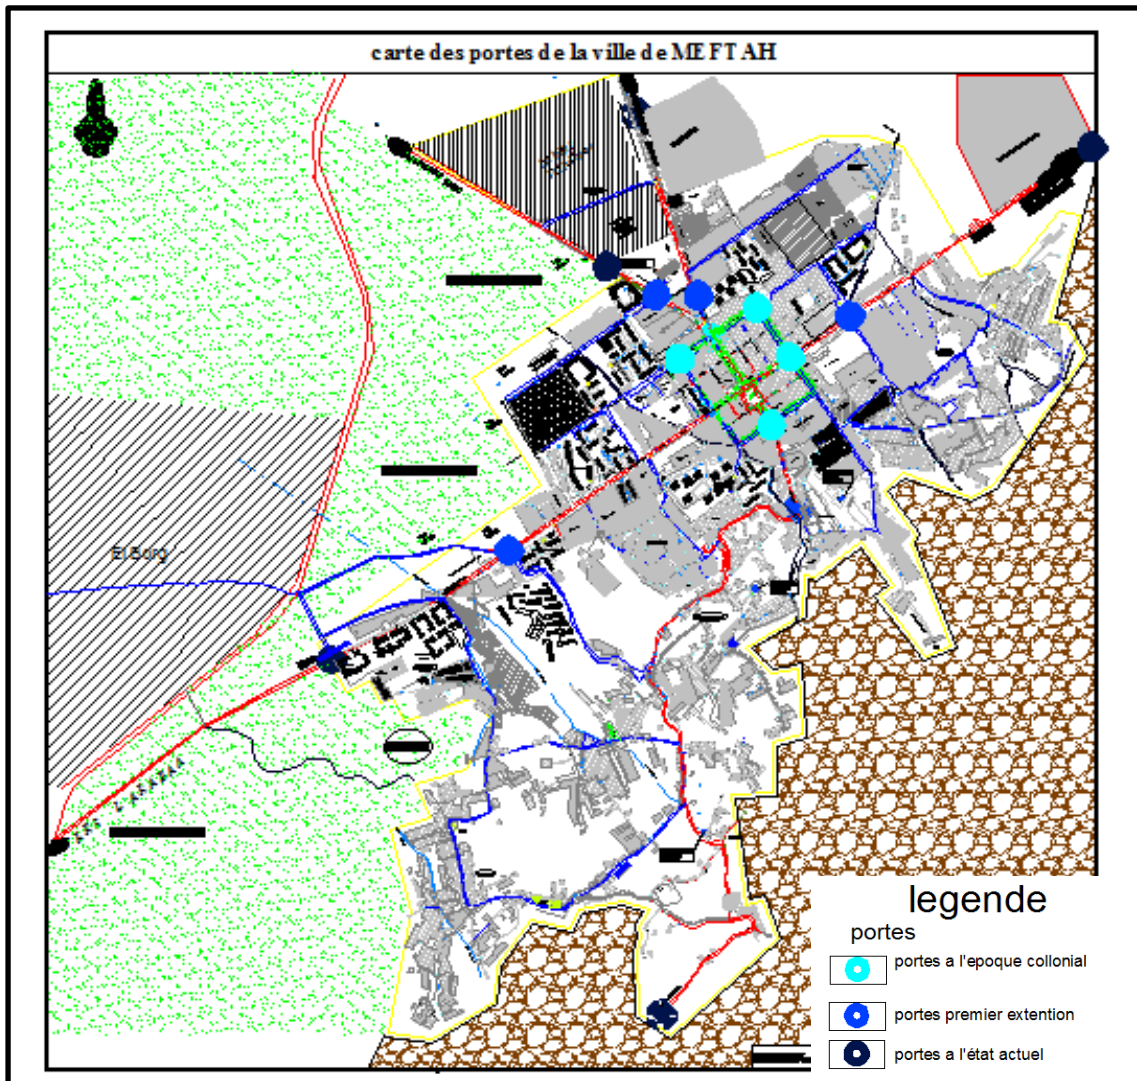 carte des portes de la ville de MEFTAH
El Borg
legende
portes
portes a l'epoque collonial
portes premier extention
portes a l'état actuel